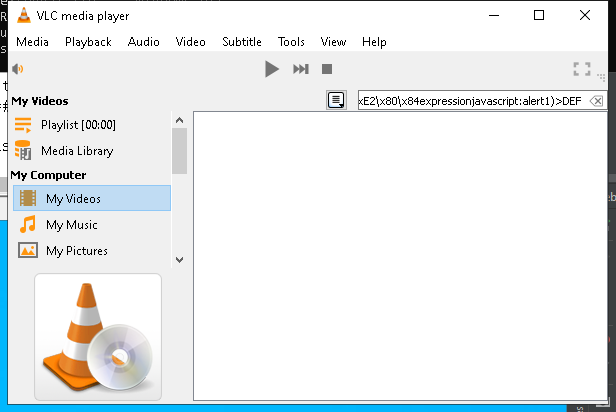 VLC media player
Media Playback Audio Video Subtitle Tools View Help
My Videos
xE2\x80\x84expressionjavascript:alert1)>DEF
Playlist [00:00]
Media Library
My Computer
My Videos
My Music
My Pictures